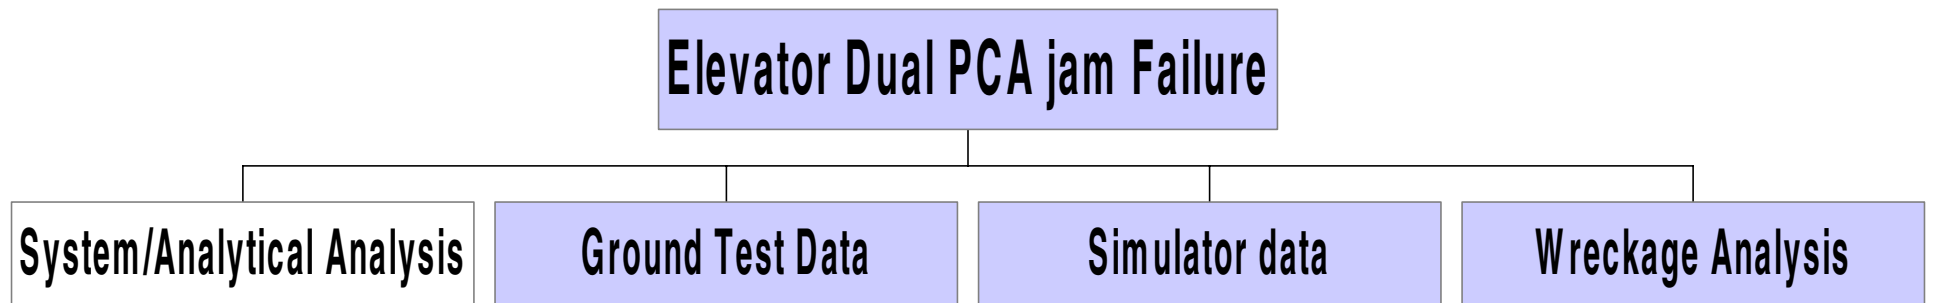 Elevator Dual PCA jam Failure
System/Analytical Analysis
Ground Test Data
Simulator data
Wreckage Analysis